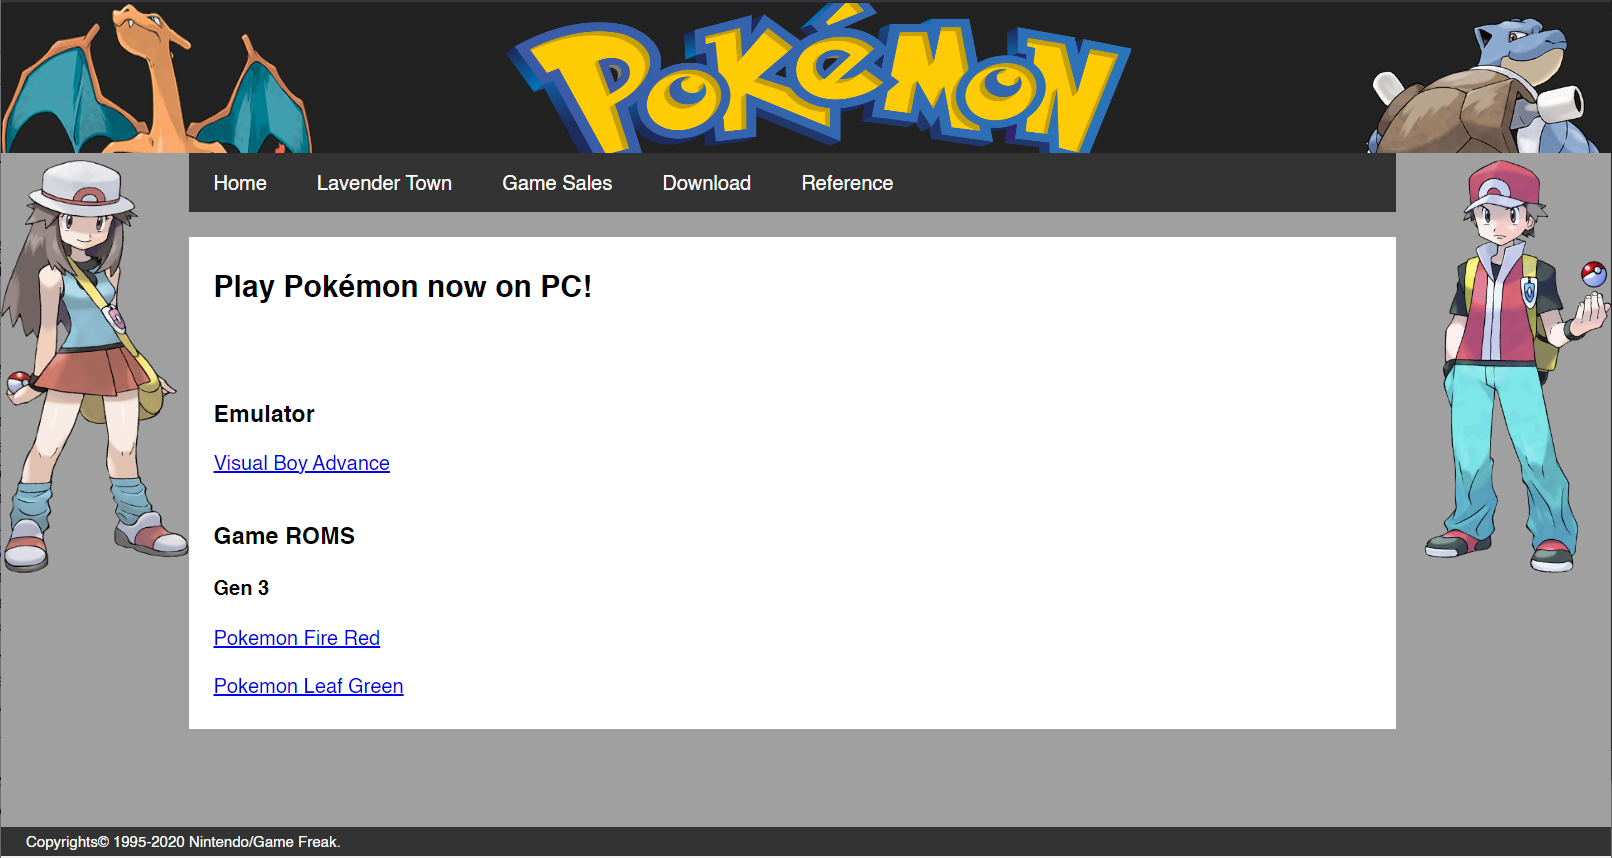 POKéMON
Home Lavender Town Game Sales Download Reference
Play Pokémon now on PC!
Emulator
Visual Boy Advance
Game ROMS
Gen 3
Pokemon Fire Red
Pokemon Leaf Green
Copyrights© 1995-2020 Nintendo/Game Freak.